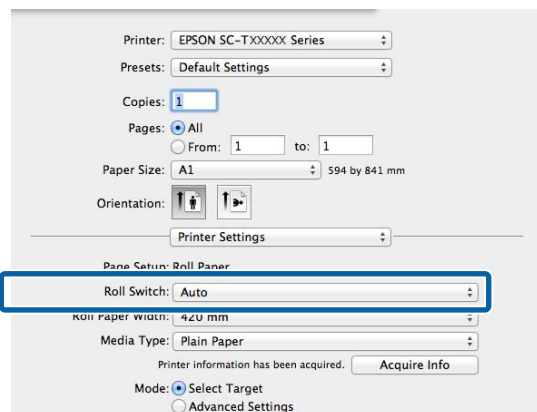 Printer: EPSON SC-TXXXXX Series
Presets: Default Settings
Copies: 1
Pages: All
From: 1 to: 1
Paper Size: A1 594 by 841 mm
Orientation:
Printer Settings
Page Setup: Roll Paper
Roll Switch: Auto
Roll Paper Width: 420 mm
Media Type: Plain Paper
Printer information has been acquired. Acquire Info
Mode: Select Target
Advanced Settings